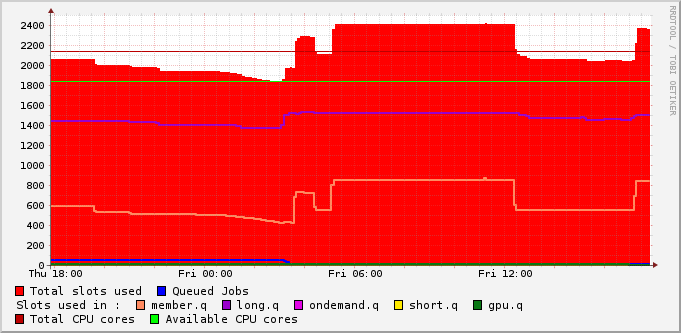 RRDTOOL / TOBI OETIKER
2400
2200
2000
1800
1600
1400
1200
1000
800
600
400
200
0
Thu 18:00 Fri 00:00 Fri 06:00 Fri 12:00
Total slots used Queued Jobs
Slots used in : member.q long.q ondemand.q short.q gpu.q
Total CPU cores Available CPU cores